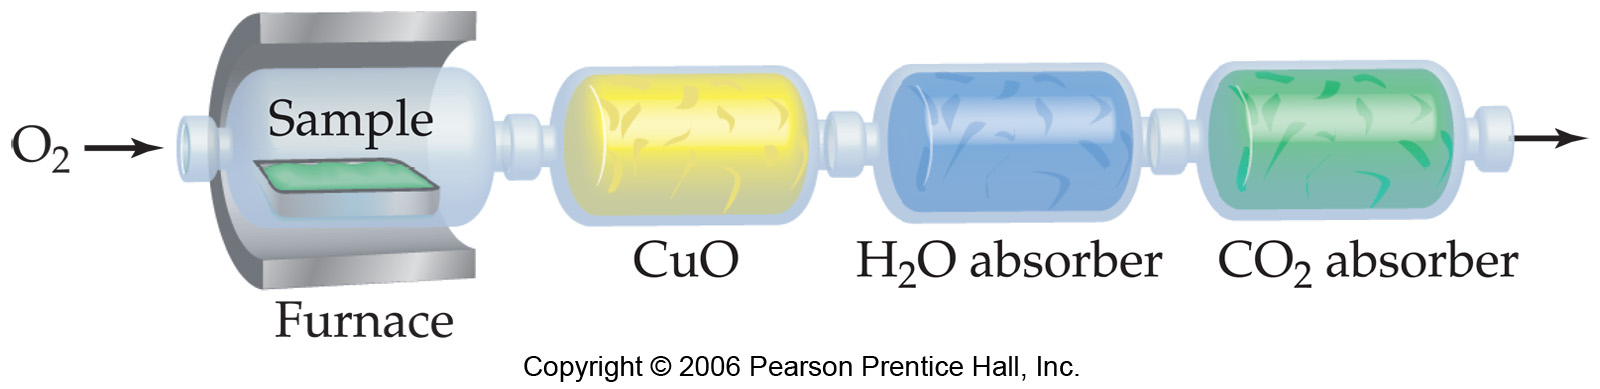 O₂
Sample
Furnace
CuO
H₂O absorber
CO₂ absorber
Copyright © 2006 Pearson Prentice Hall, Inc.